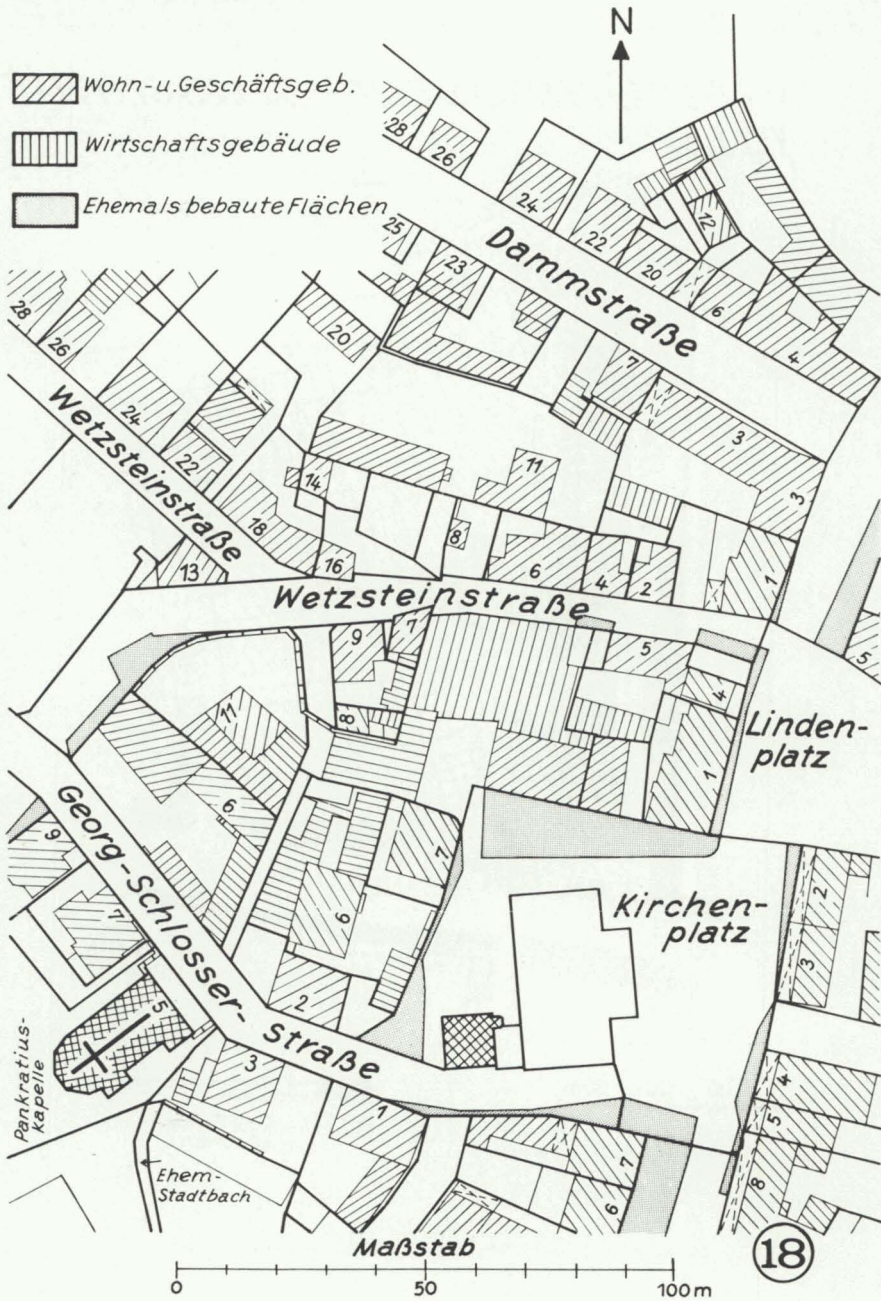 N
Wohn-u.Geschäftsgeb.
Wirtschaftsgebäude
Ehemals bebaute Flächen
28
26
24
22
20
12
6
4
Dammstraße
25
23
7
3
3
1
5
28
26
24
22
20
18
14
16
13
11
8
6
4
2
Wetzsteinstraße
Wetzsteinstraße
9
7
5
4
8
1
11
6
Linden-
platz
9
7
6
7
2
Georg-Schlosser-straße
Kirchen-
platz
2
3
5
Pankratius-
kapelle
3
1
4
5
8
7
6
Ehem-
Stadtbach
Maßstab
0 50 100 m
18